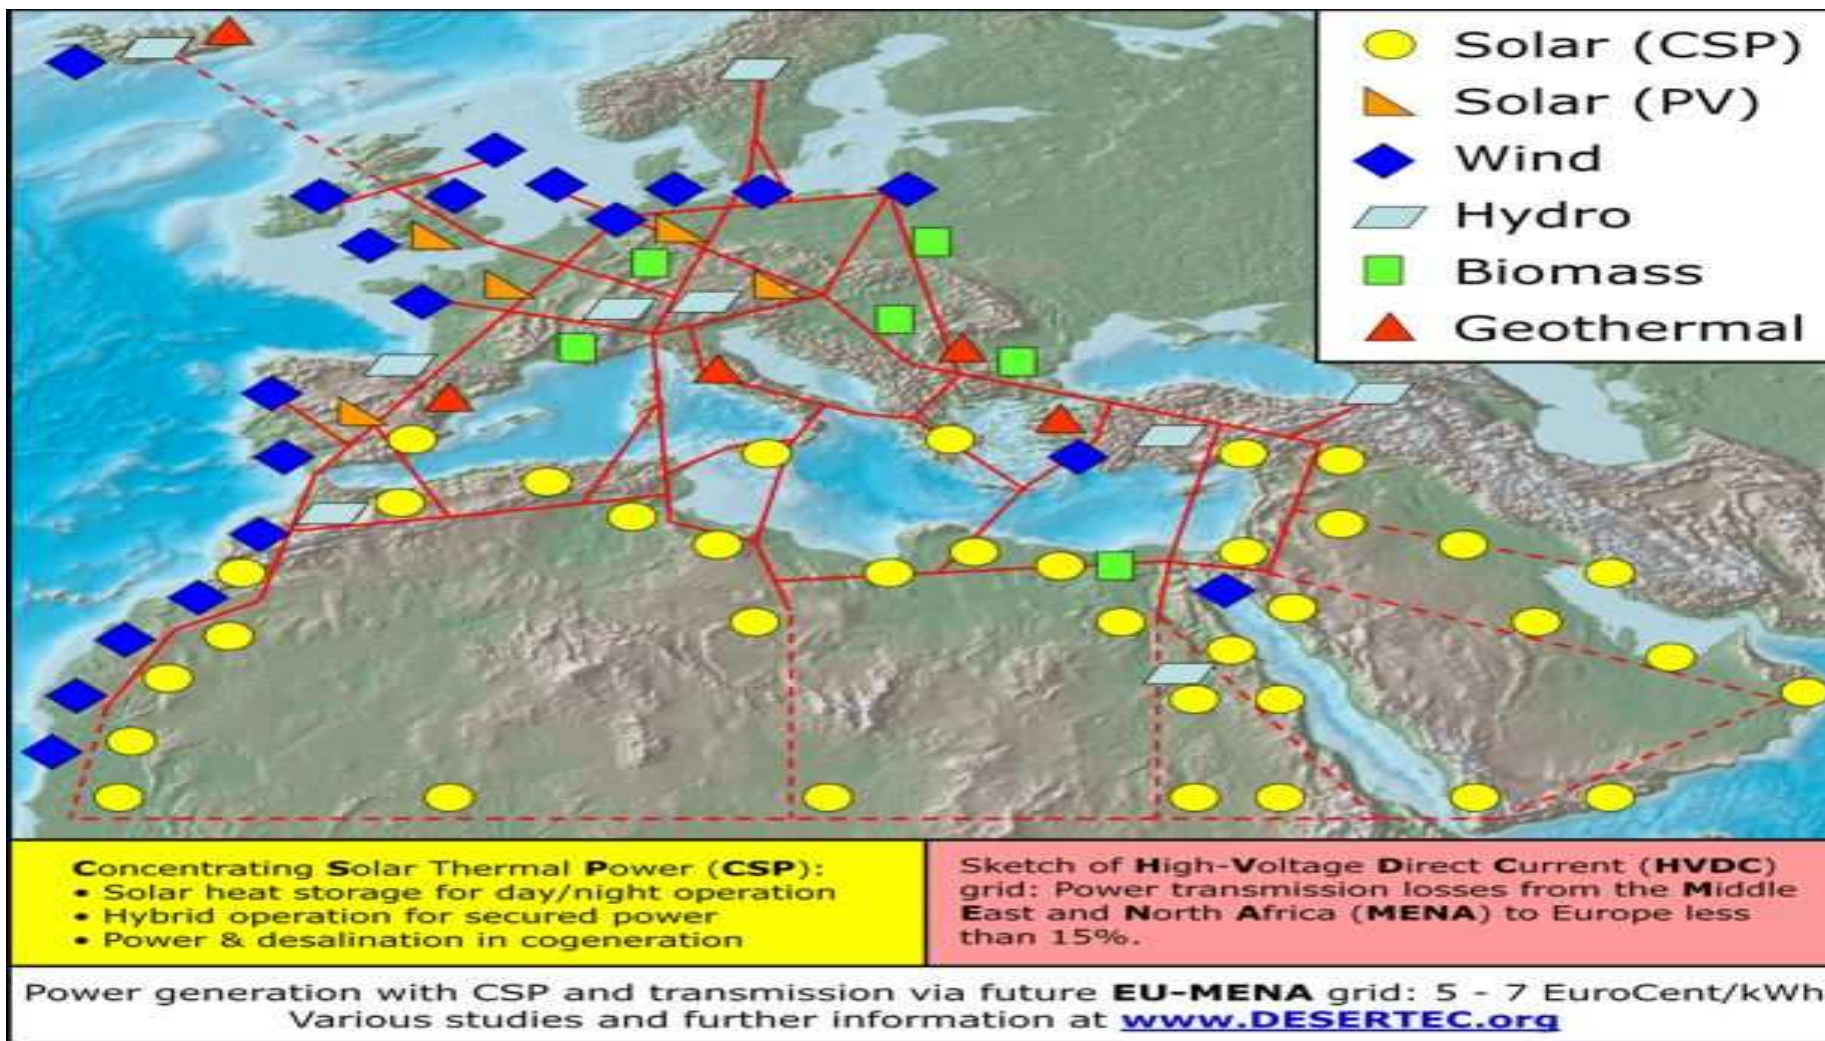 Solar (CSP)
Solar (PV)
Wind
Hydro
Biomass
Geothermal
Concentrating Solar Thermal Power (CSP):
• Solar heat storage for day/night operation
• Hybrid operation for secured power
• Power & desalination in cogeneration
Sketch of High-Voltage Direct Current (HVDC)
grid: Power transmission losses from the Middle
East and North Africa (MENA) to Europe less
than 15%.
Power generation with CSP and transmission via future EU-MENA grid: 5 - 7 EuroCent/kWh
Various studies and further information at www.DESERTEC.org